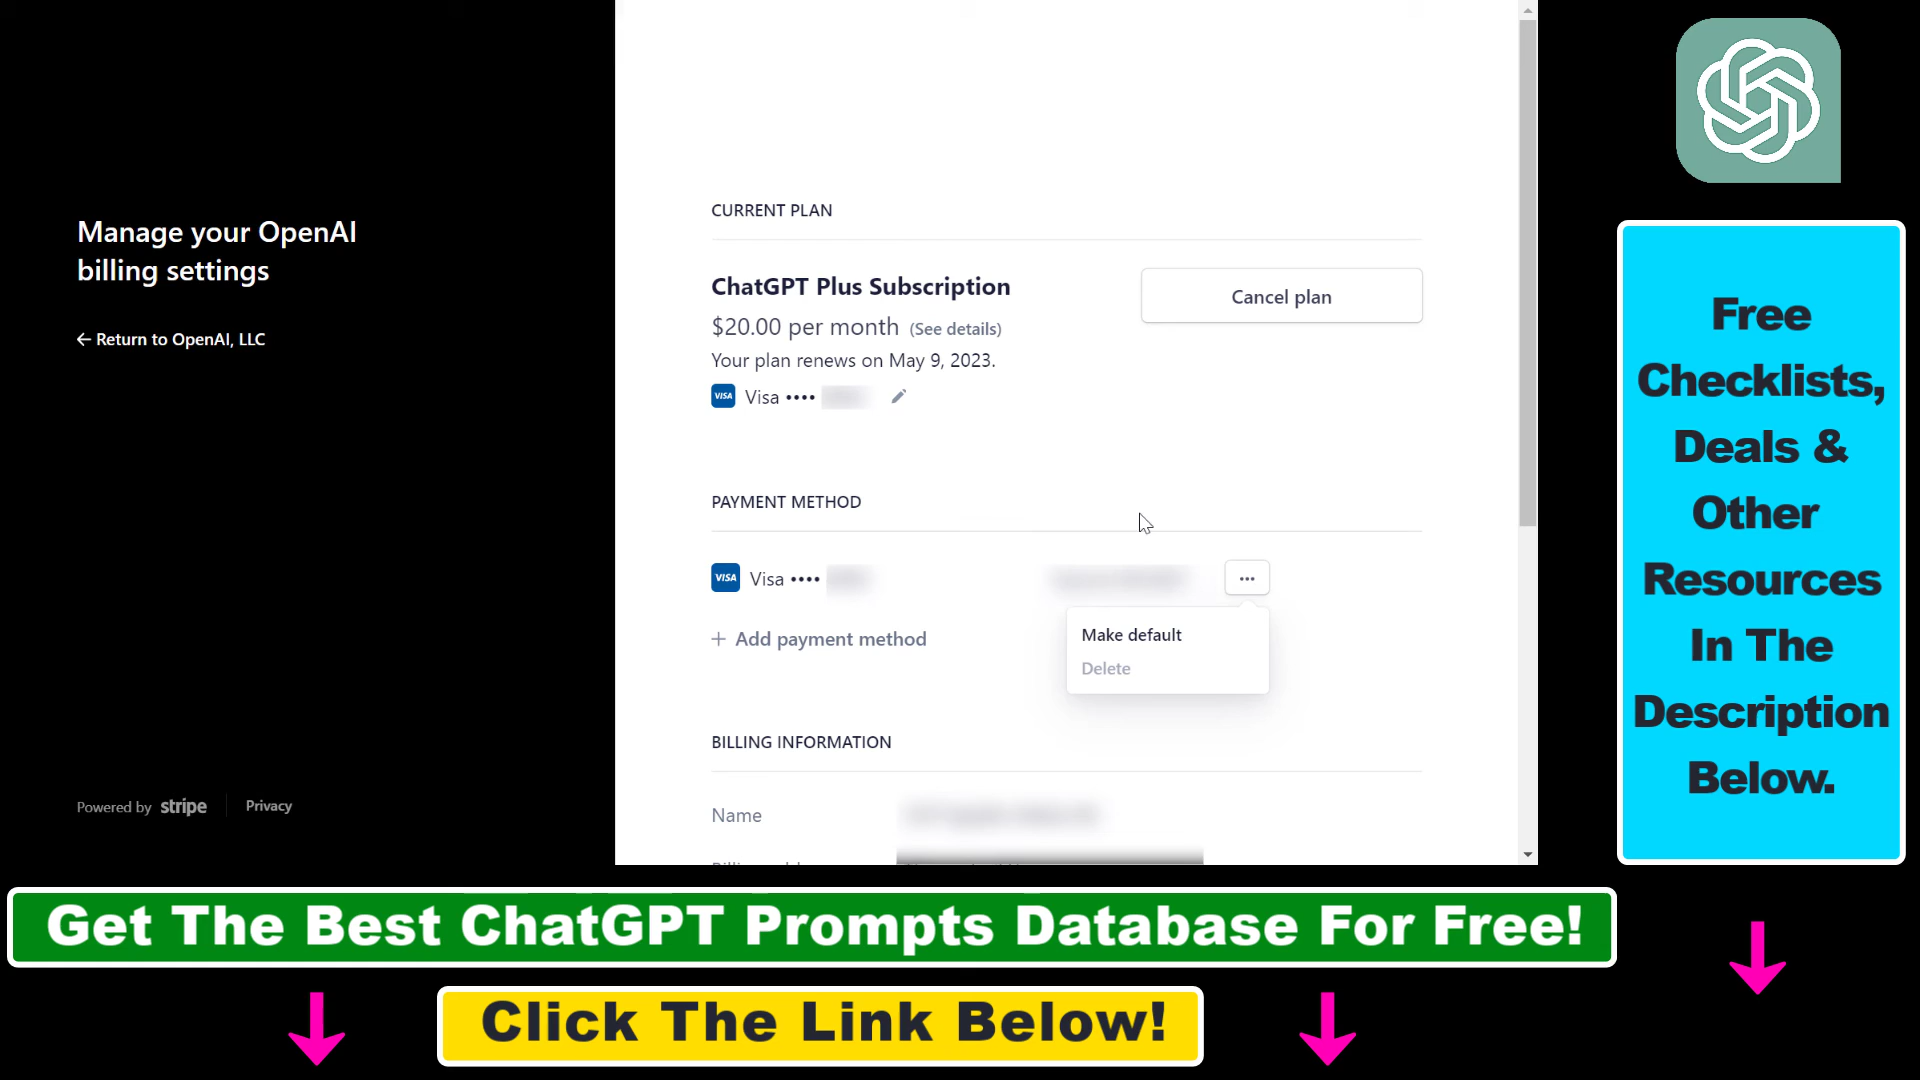 Manage your OpenAI
billing settings
← Return to OpenAI, LLC
Powered by stripe
Privacy
CURRENT PLAN
ChatGPT Plus Subscription
Cancel plan
$20.00 per month (See details)
Your plan renews on May 9, 2023.
VISA Visa ••••
PAYMENT METHOD
VISA Visa ••••
•••
Make default
Delete
+ Add payment method
BILLING INFORMATION
Name
Free
Checklists,
Deals &
Other
Resources
In The
Description
Below.
Get The Best ChatGPT Prompts Database For Free!
Click The Link Below!